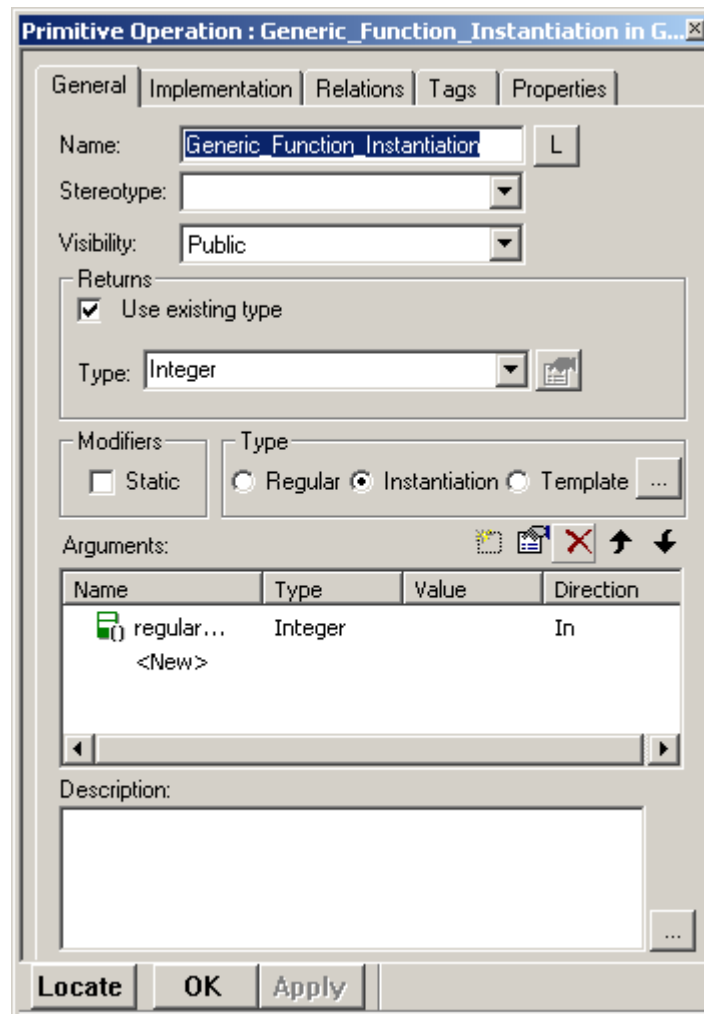 Primitive Operation : Generic_Function_Instantiation in G...
General Implementation Relations Tags Properties
Name: Generic_Function_Instantiation L
Stereotype:
Visibility: Public
Returns
Use existing type
Type: Integer
Modifiers Type
Static Regular Instantiation Template ...
Arguments:
Name Type Value Direction
regular... Integer In
<New>
Description:
...
Locate OK Apply